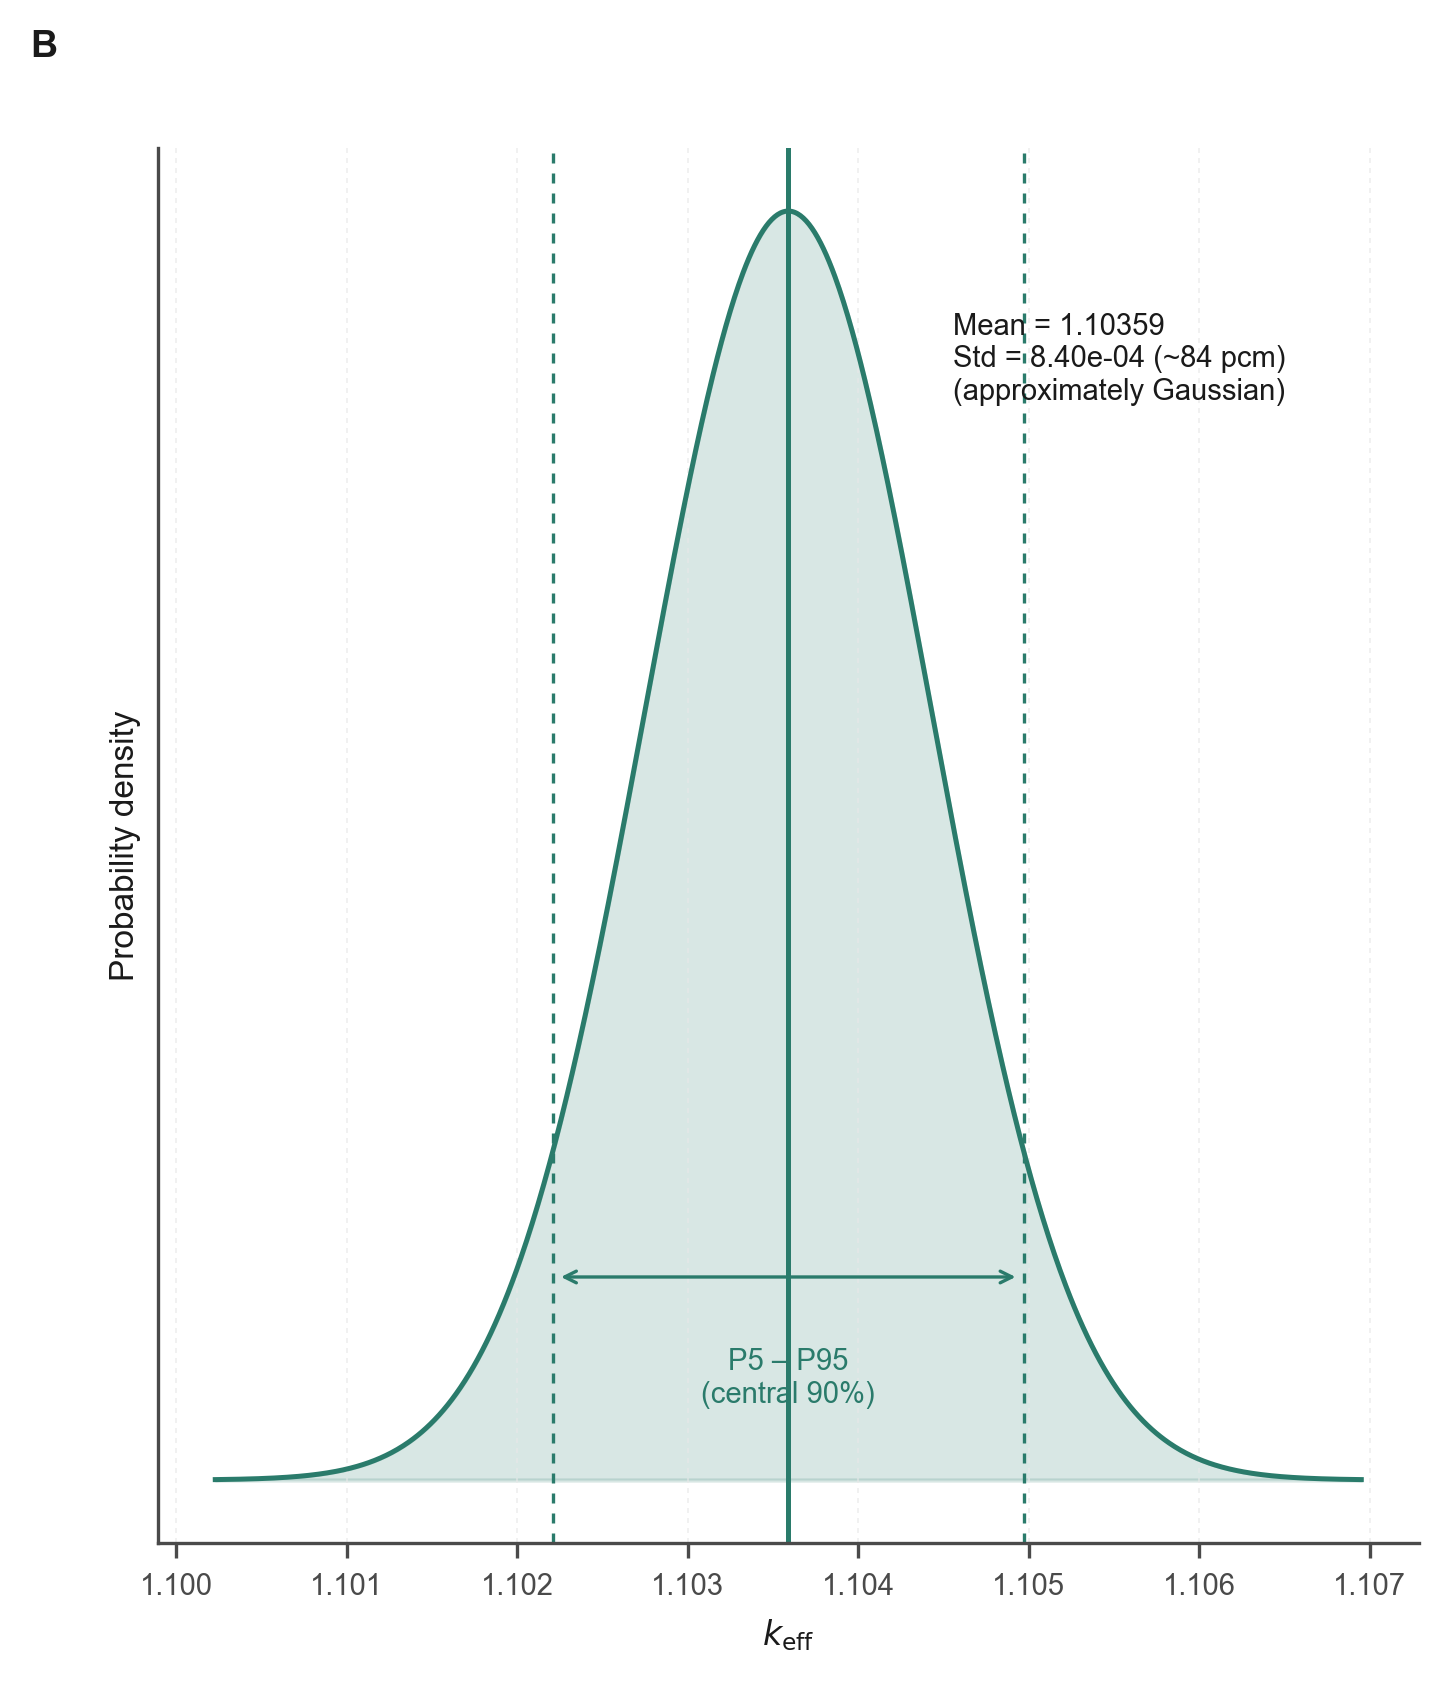 B
Mean = 1.10359
Std = 8.40e-04 (~84 pcm)
(approximately Gaussian)
Probability density
P5 – P95
(central 90%)
1.100 1.101 1.102 1.103 1.104 1.105 1.106 1.107
k_eff